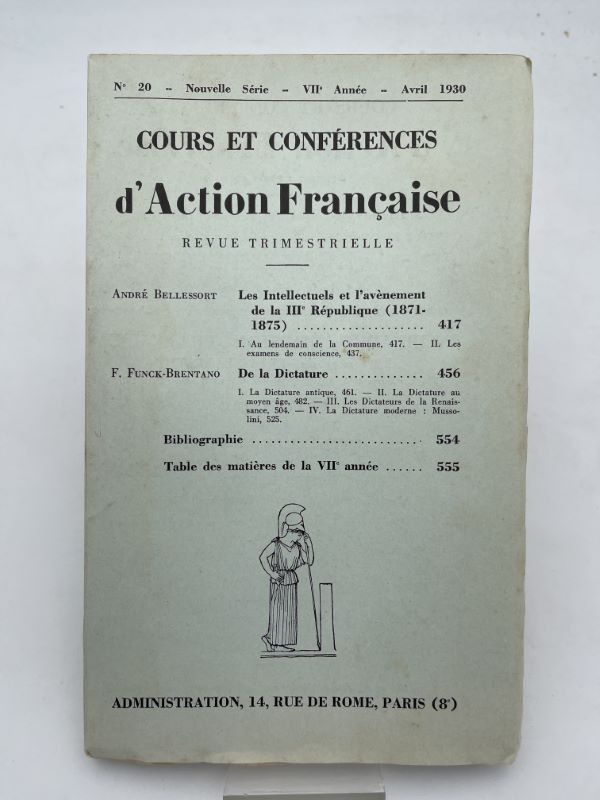 Nº 20 -- Nouvelle Série -- VIIe Année -- Avril 1930
COURS ET CONFÉRENCES
d'Action Française
REVUE TRIMESTRIELLE
ANDRÉ BELLESSORT Les Intellectuels et l'avènement
de la IIIe République (1871-
1875) .................... 417
I. Au lendemain de la Commune, 417. — II. Les
examens de conscience, 437.
F. FUNCK-BRENTANO De la Dictature .............. 456
I. La Dictature antique, 461. — II. La Dictature au
moyen âge, 482. — III. Les Dictateurs de la Renais-
sance, 504. — IV. La Dictature moderne : Musso-
lini, 525.
Bibliographie .......................... 554
Table des matières de la VIIe année ...... 555
ADMINISTRATION, 14, RUE DE ROME, PARIS (8e)